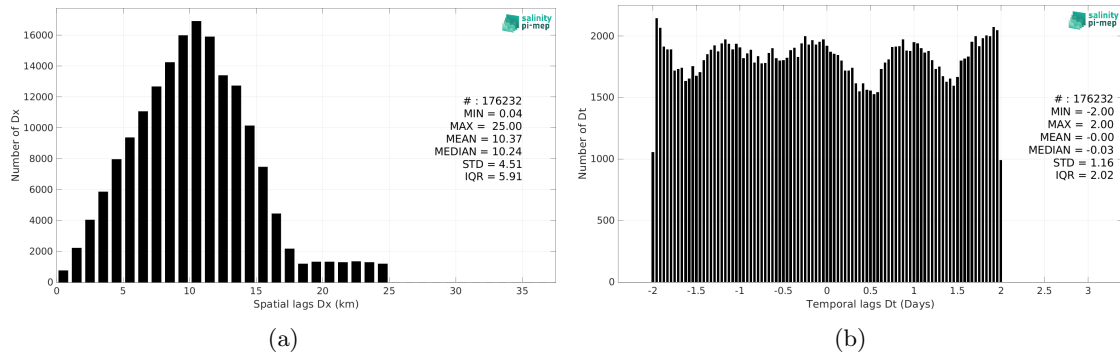 salinity
pi-mep
16000
14000
12000
10000
8000
6000
4000
2000
0
Number of Dx
# : 176232
MIN = 0.04
MAX = 25.00
MEAN = 10.37
MEDIAN = 10.24
STD = 4.51
IQR = 5.91
0 5 10 15 20 25 30 35
Spatial lags Dx (km)
(a)
salinity
pi-mep
2000
1500
1000
500
0
Number of Dt
# : 176232
MIN = -2.00
MAX = 2.00
MEAN = -0.00
MEDIAN = -0.03
STD = 1.16
IQR = 2.02
-2 -1.5 -1 -0.5 0 0.5 1 1.5 2 2.5 3
Temporal lags Dt (Days)
(b)